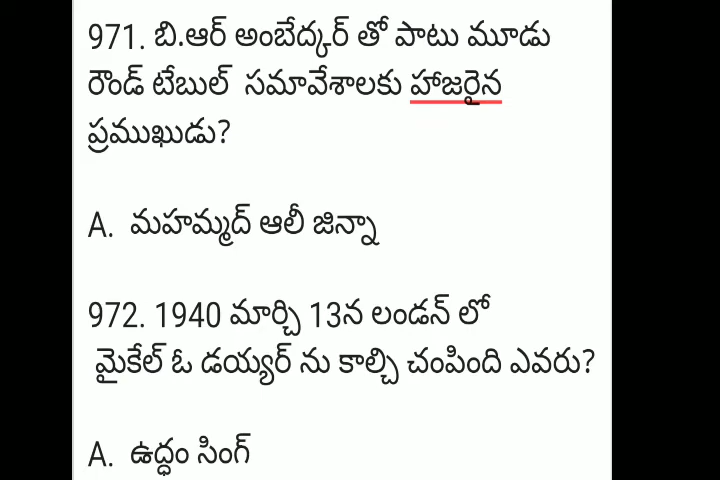 971. బి.ఆర్ అంబేద్కర్ తో పాటు మూడు
రౌండ్ టేబుల్ సమావేశాలకు హాజరైన
ప్రముఖుడు?
A. మహమ్మద్ ఆలీ జిన్నా
972. 1940 మార్చి 13న లండన్ లో
మైకేల్ ఓ డయ్యర్ ను కాల్చి చంపింది ఎవరు?
A. ఉద్ధం సింగ్